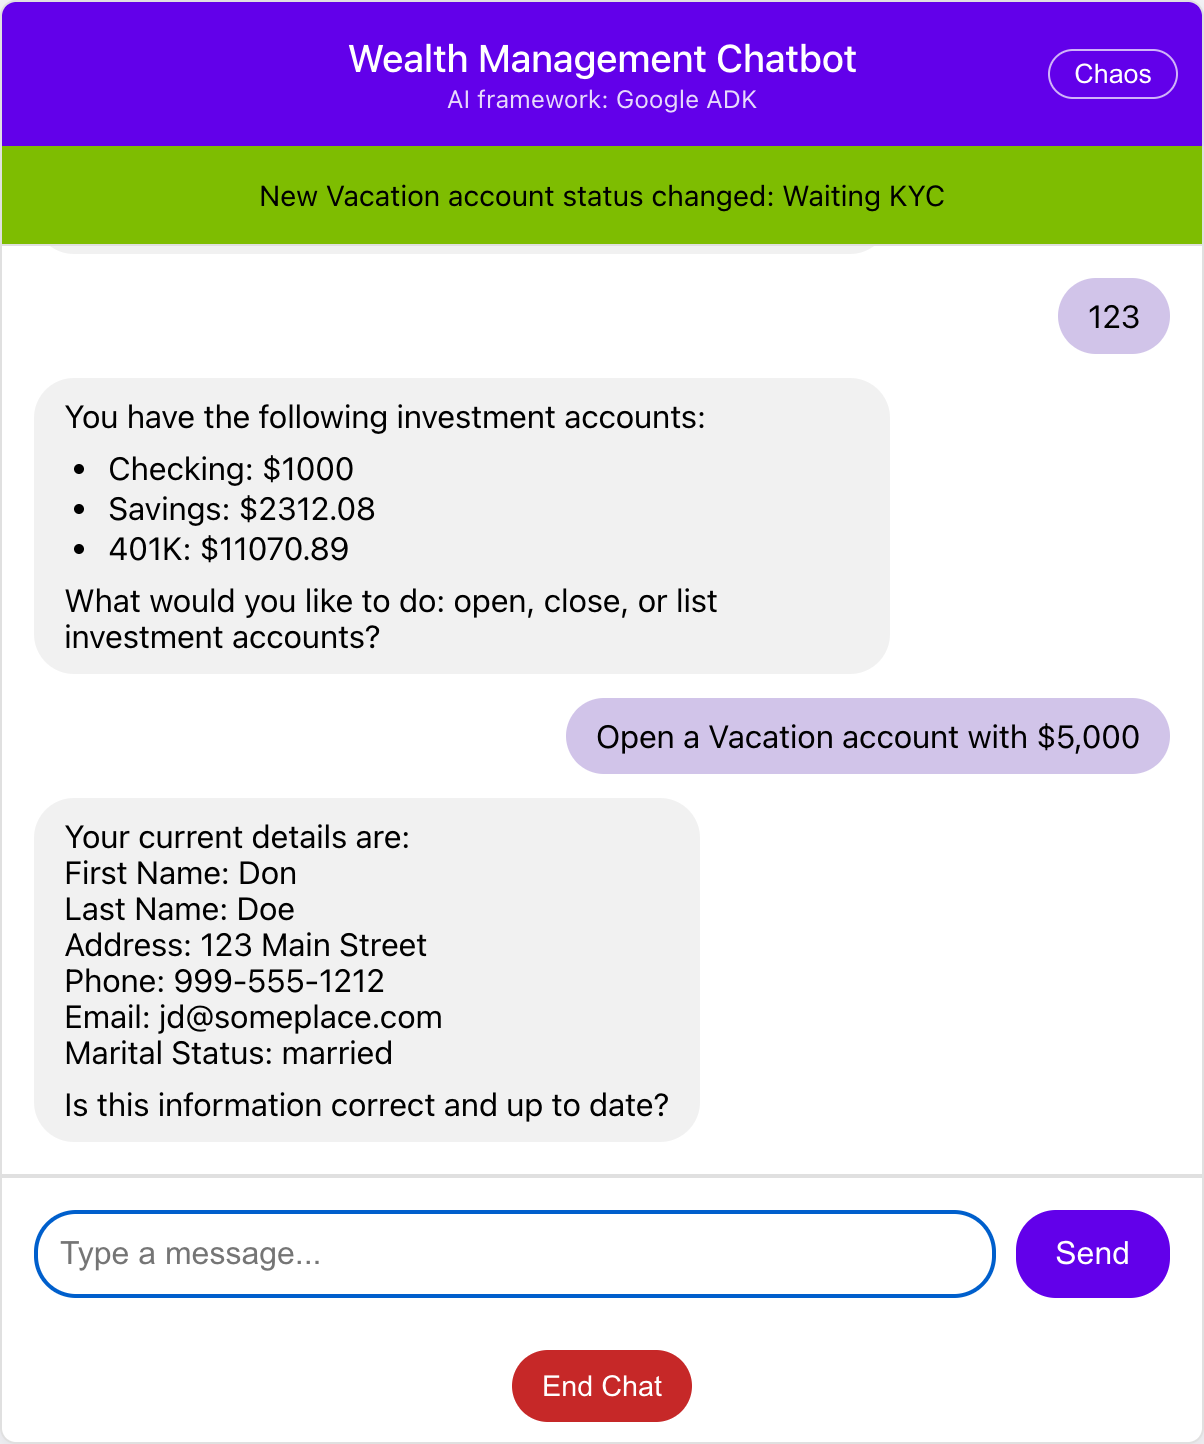 Wealth Management Chatbot
AI framework: Google ADK
Chaos
New Vacation account status changed: Waiting KYC
123
You have the following investment accounts:
• Checking: $1000
• Savings: $2312.08
• 401K: $11070.89
What would you like to do: open, close, or list
investment accounts?
Open a Vacation account with $5,000
Your current details are:
First Name: Don
Last Name: Doe
Address: 123 Main Street
Phone: 999-555-1212
Email: jd@someplace.com
Marital Status: married
Is this information correct and up to date?
Type a message...
Send
End Chat